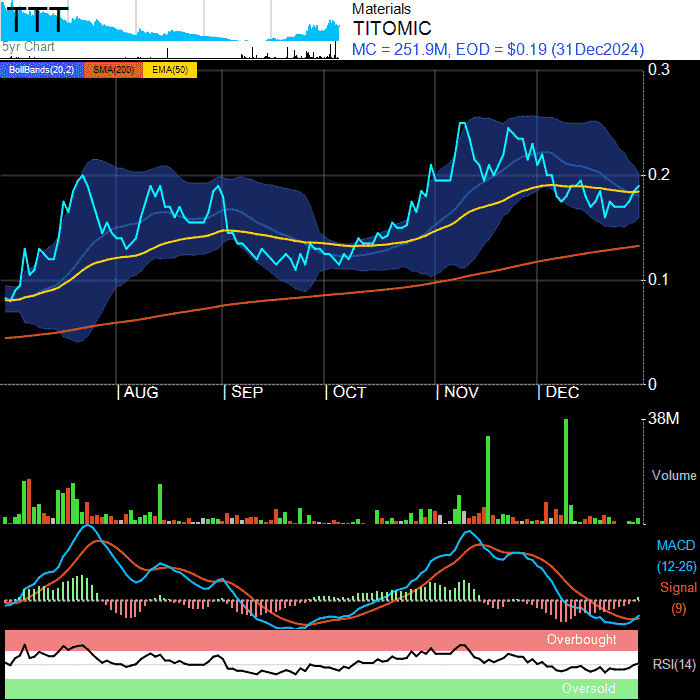 TTT
5yr Chart
Materials
TITOMIC
MC = 251.9M, EOD = $0.19 (31Dec2024)
BollBands(20,2) SMA(200) EMA(50)
0.3
0.2
0.1
0
AUG SEP OCT NOV DEC
38M
Volume
MACD
(12-26)
Signal
(9)
Overbought
RSI(14)
Oversold